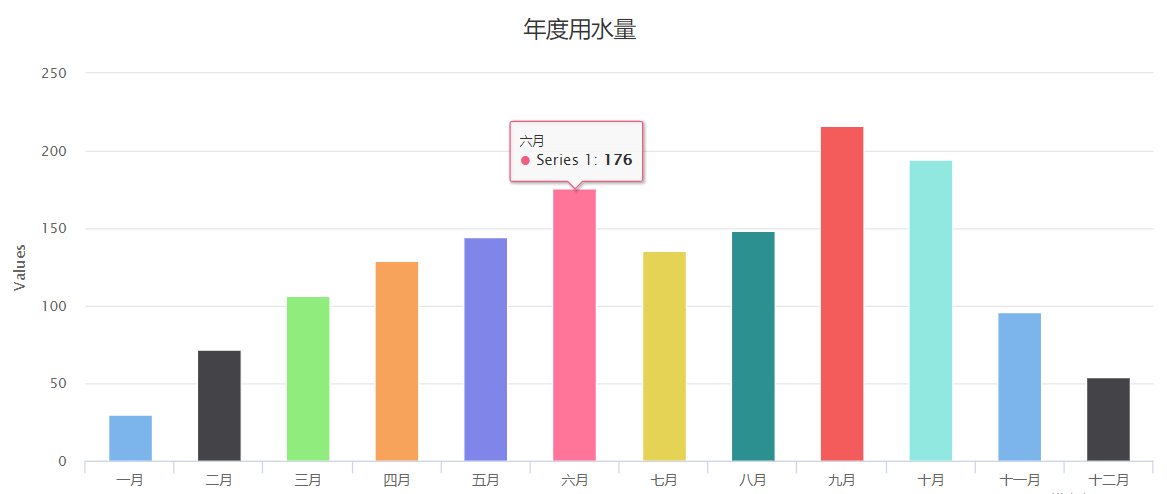 年度用水量
250
200
150
100
50
0
Values
六月
● Series 1: 176
一月 二月 三月 四月 五月 六月 七月 八月 九月 十月 十一月 十二月